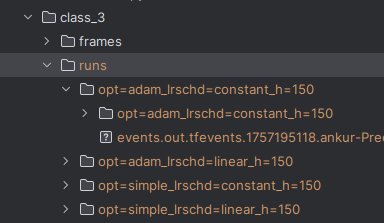 class_3
frames
runs
opt=adam_lrschd=constant_h=150
opt=adam_lrschd=constant_h=150
events.out.tfevents.1757195118.ankur-Pre
opt=adam_lrschd=linear_h=150
opt=simple_lrschd=constant_h=150
opt=simple_lrschd=linear_h=150